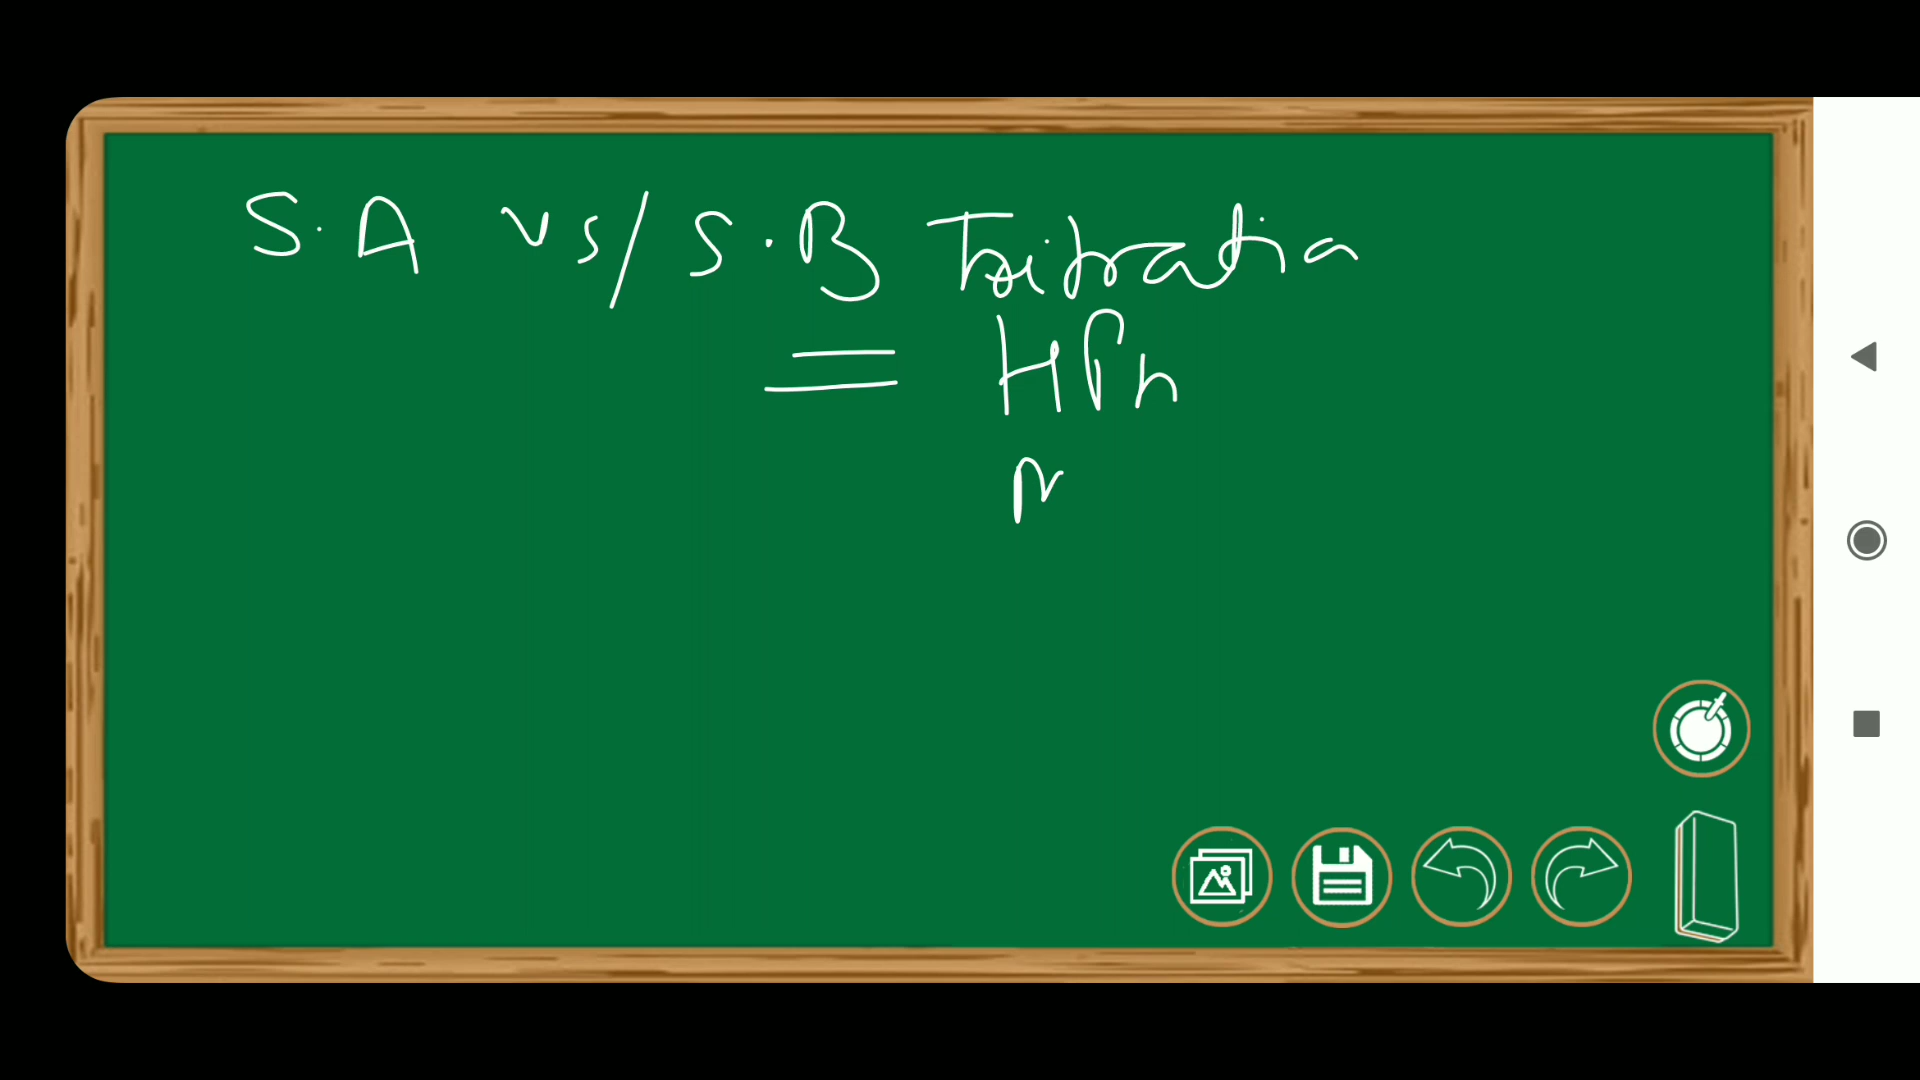 S.A vs/ S.B Titration
= HPh